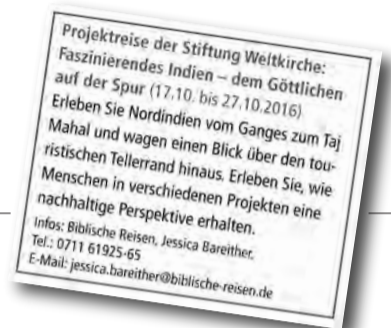 Projektreise der Stiftung Weltkirche:
Faszinierendes Indien – dem Göttlichen
auf der Spur (17.10. bis 27.10.2016)
Erleben Sie Nordindien vom Ganges zum Taj
Mahal und wagen einen Blick über den tou-
ristischen Tellerrand hinaus. Erleben Sie, wie
Menschen in verschiedenen Projekten eine
nachhaltige Perspektive erhalten.
Infos: Biblische Reisen, Jessica Bareither,
Tel.: 0711 61925-65
E-Mail: jessica.bareither@biblische-reisen.de